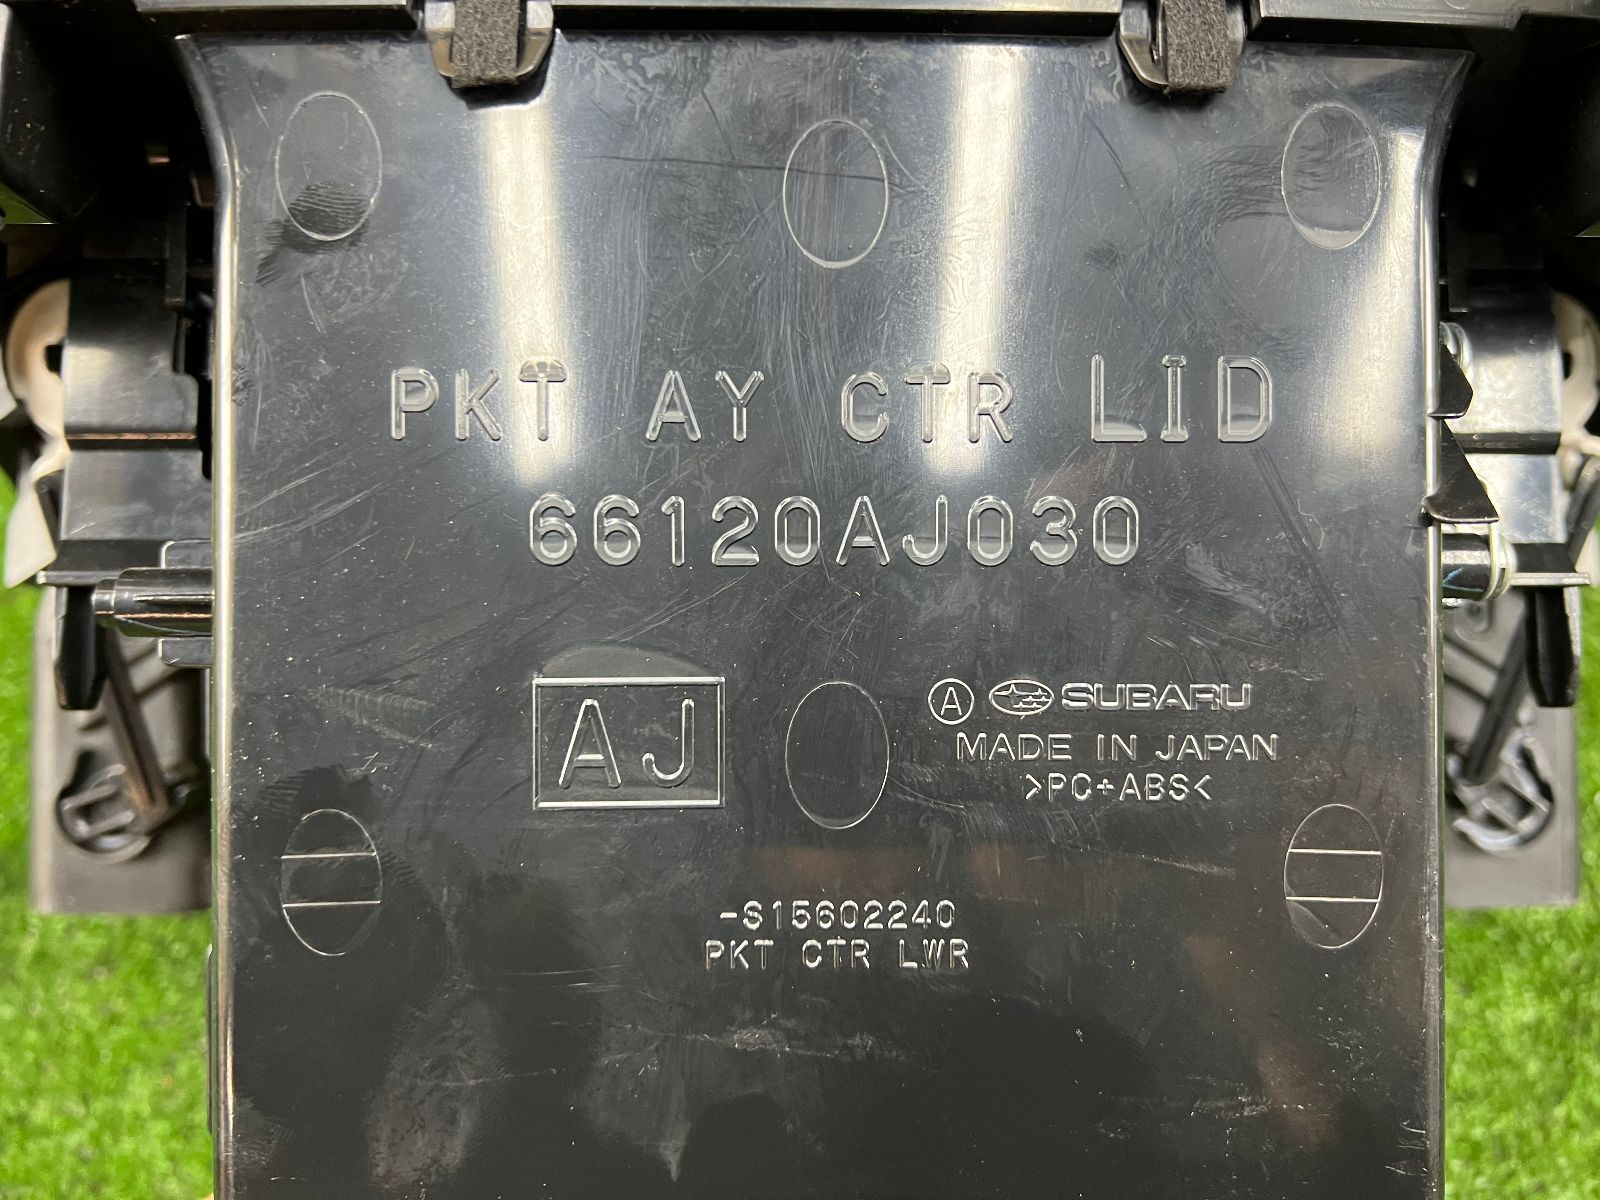 PKT AY CTR LID
66120AJ030
AJ
Ⓐ SUBARU
MADE IN JAPAN
>PC+ABS<
-S15602240
PKT CTR LWR